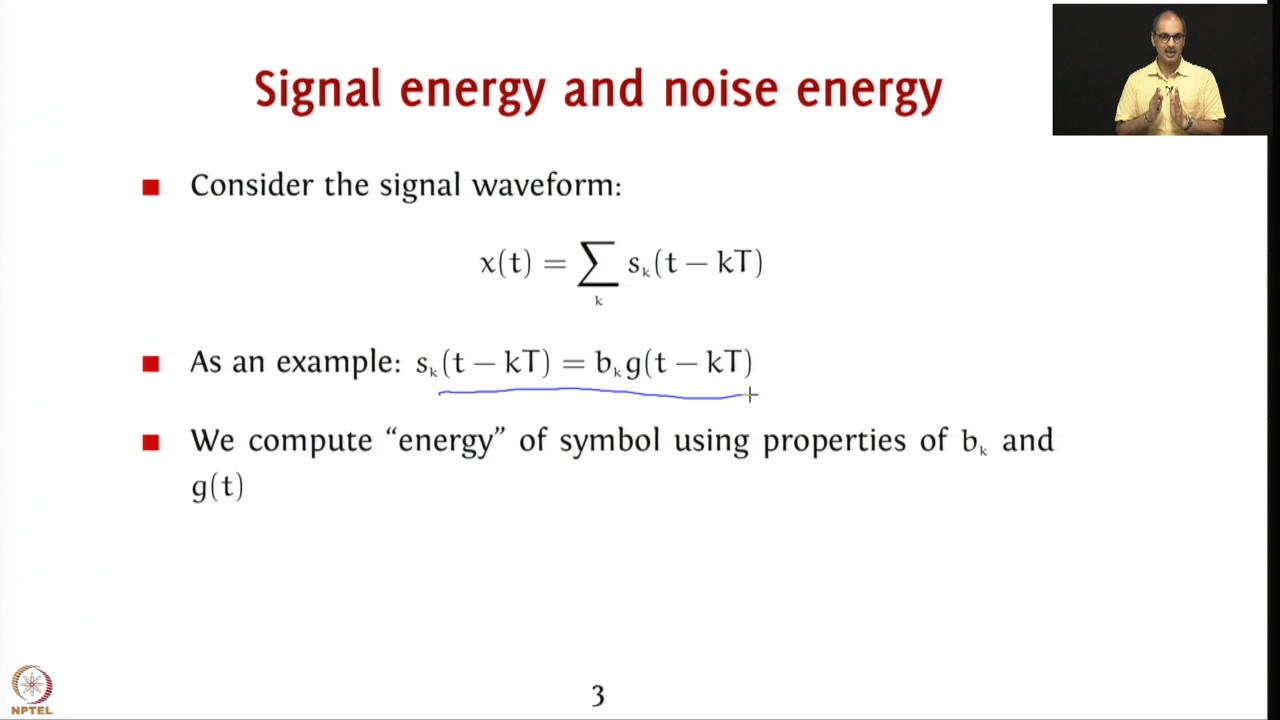 Signal energy and noise energy
Consider the signal waveform:
x(t) = ∑ sₖ(t − kT)
k
As an example: sₖ(t − kT) = bₖg(t − kT)
We compute “energy” of symbol using properties of bₖ and
g(t)
NPTEL
3